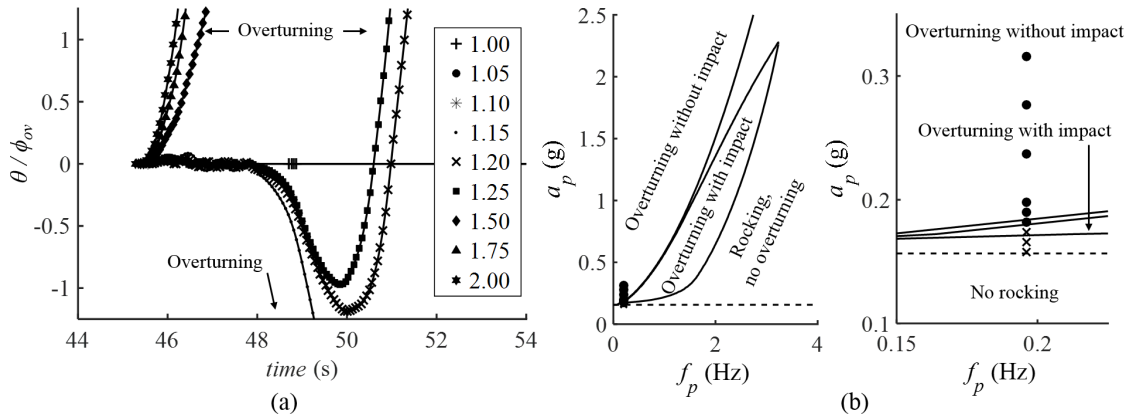 θ / ϕov
1
0.5
0
-0.5
-1
44
46
48
50
52
54
time (s)
Overturning
Overturning
1.00
1.05
1.10
1.15
1.20
1.25
1.50
1.75
2.00
(a)
ap (g)
2.5
2
1.5
1
0.5
0
0
2
4
fp (Hz)
Overturning without impact
Overturning with impact
Rocking,
no overturning
ap (g)
0.3
0.2
0.1
0.15
0.2
fp (Hz)
Overturning without impact
Overturning with impact
No rocking
(b)